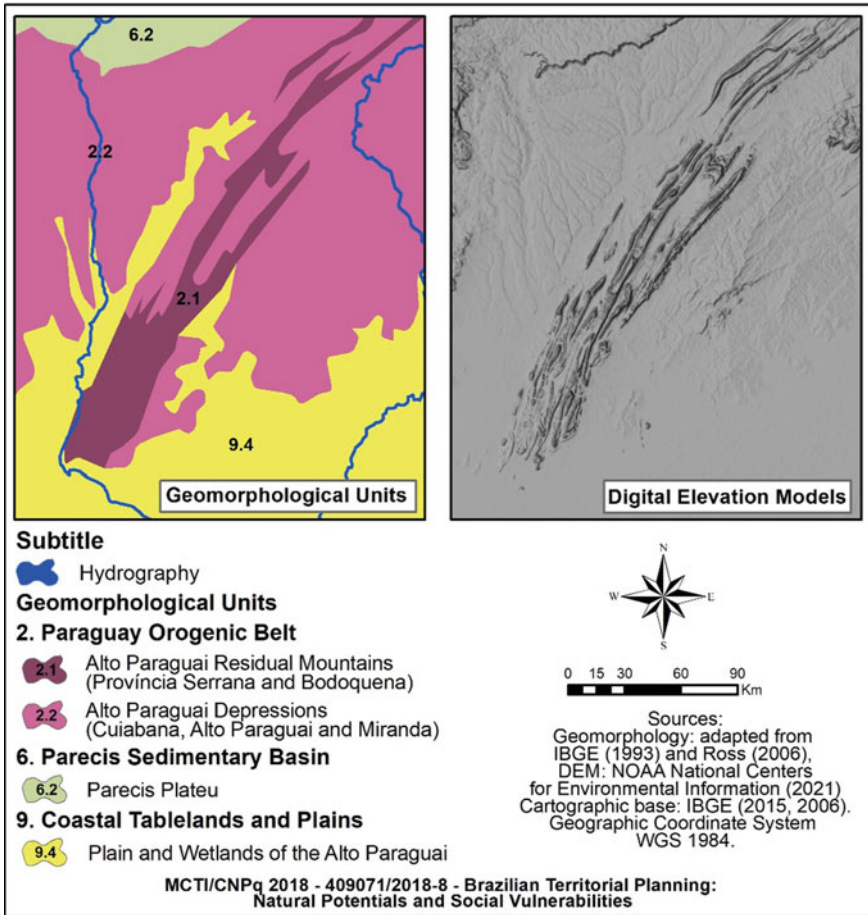 6.2
2.2
2.1
9.4
Geomorphological Units
Digital Elevation Models
Subtitle
Hydrography
Geomorphological Units
2. Paraguay Orogenic Belt
2.1 Alto Paraguai Residual Mountains
(Província Serrana and Bodoquena)
2.2 Alto Paraguai Depressions
(Cuiabana, Alto Paraguai and Miranda)
6. Parecis Sedimentary Basin
6.2 Parecis Plateu
9. Coastal Tablelands and Plains
9.4 Plain and Wetlands of the Alto Paraguai
N
W E
S
0 15 30 60 90
Km
Sources:
Geomorphology: adapted from
IBGE (1993) and Ross (2006),
DEM: NOAA National Centers
for Environmental Information (2021)
Cartographic base: IBGE (2015, 2006).
Geographic Coordinate System
WGS 1984.
MCTI/CNPq 2018 - 409071/2018-8 - Brazilian Territorial Planning:
Natural Potentials and Social Vulnerabilities